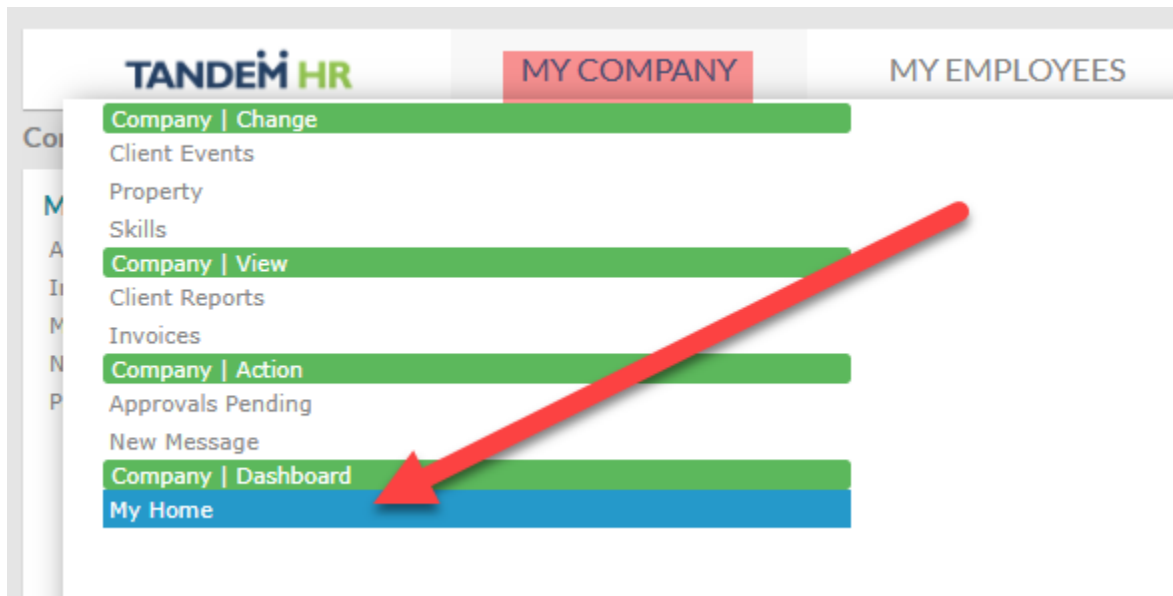 TANDEM HR MY COMPANY MY EMPLOYEES
Company | Change
Client Events
Property
Skills
Company | View
Client Reports
Invoices
Company | Action
Approvals Pending
New Message
Company | Dashboard
My Home